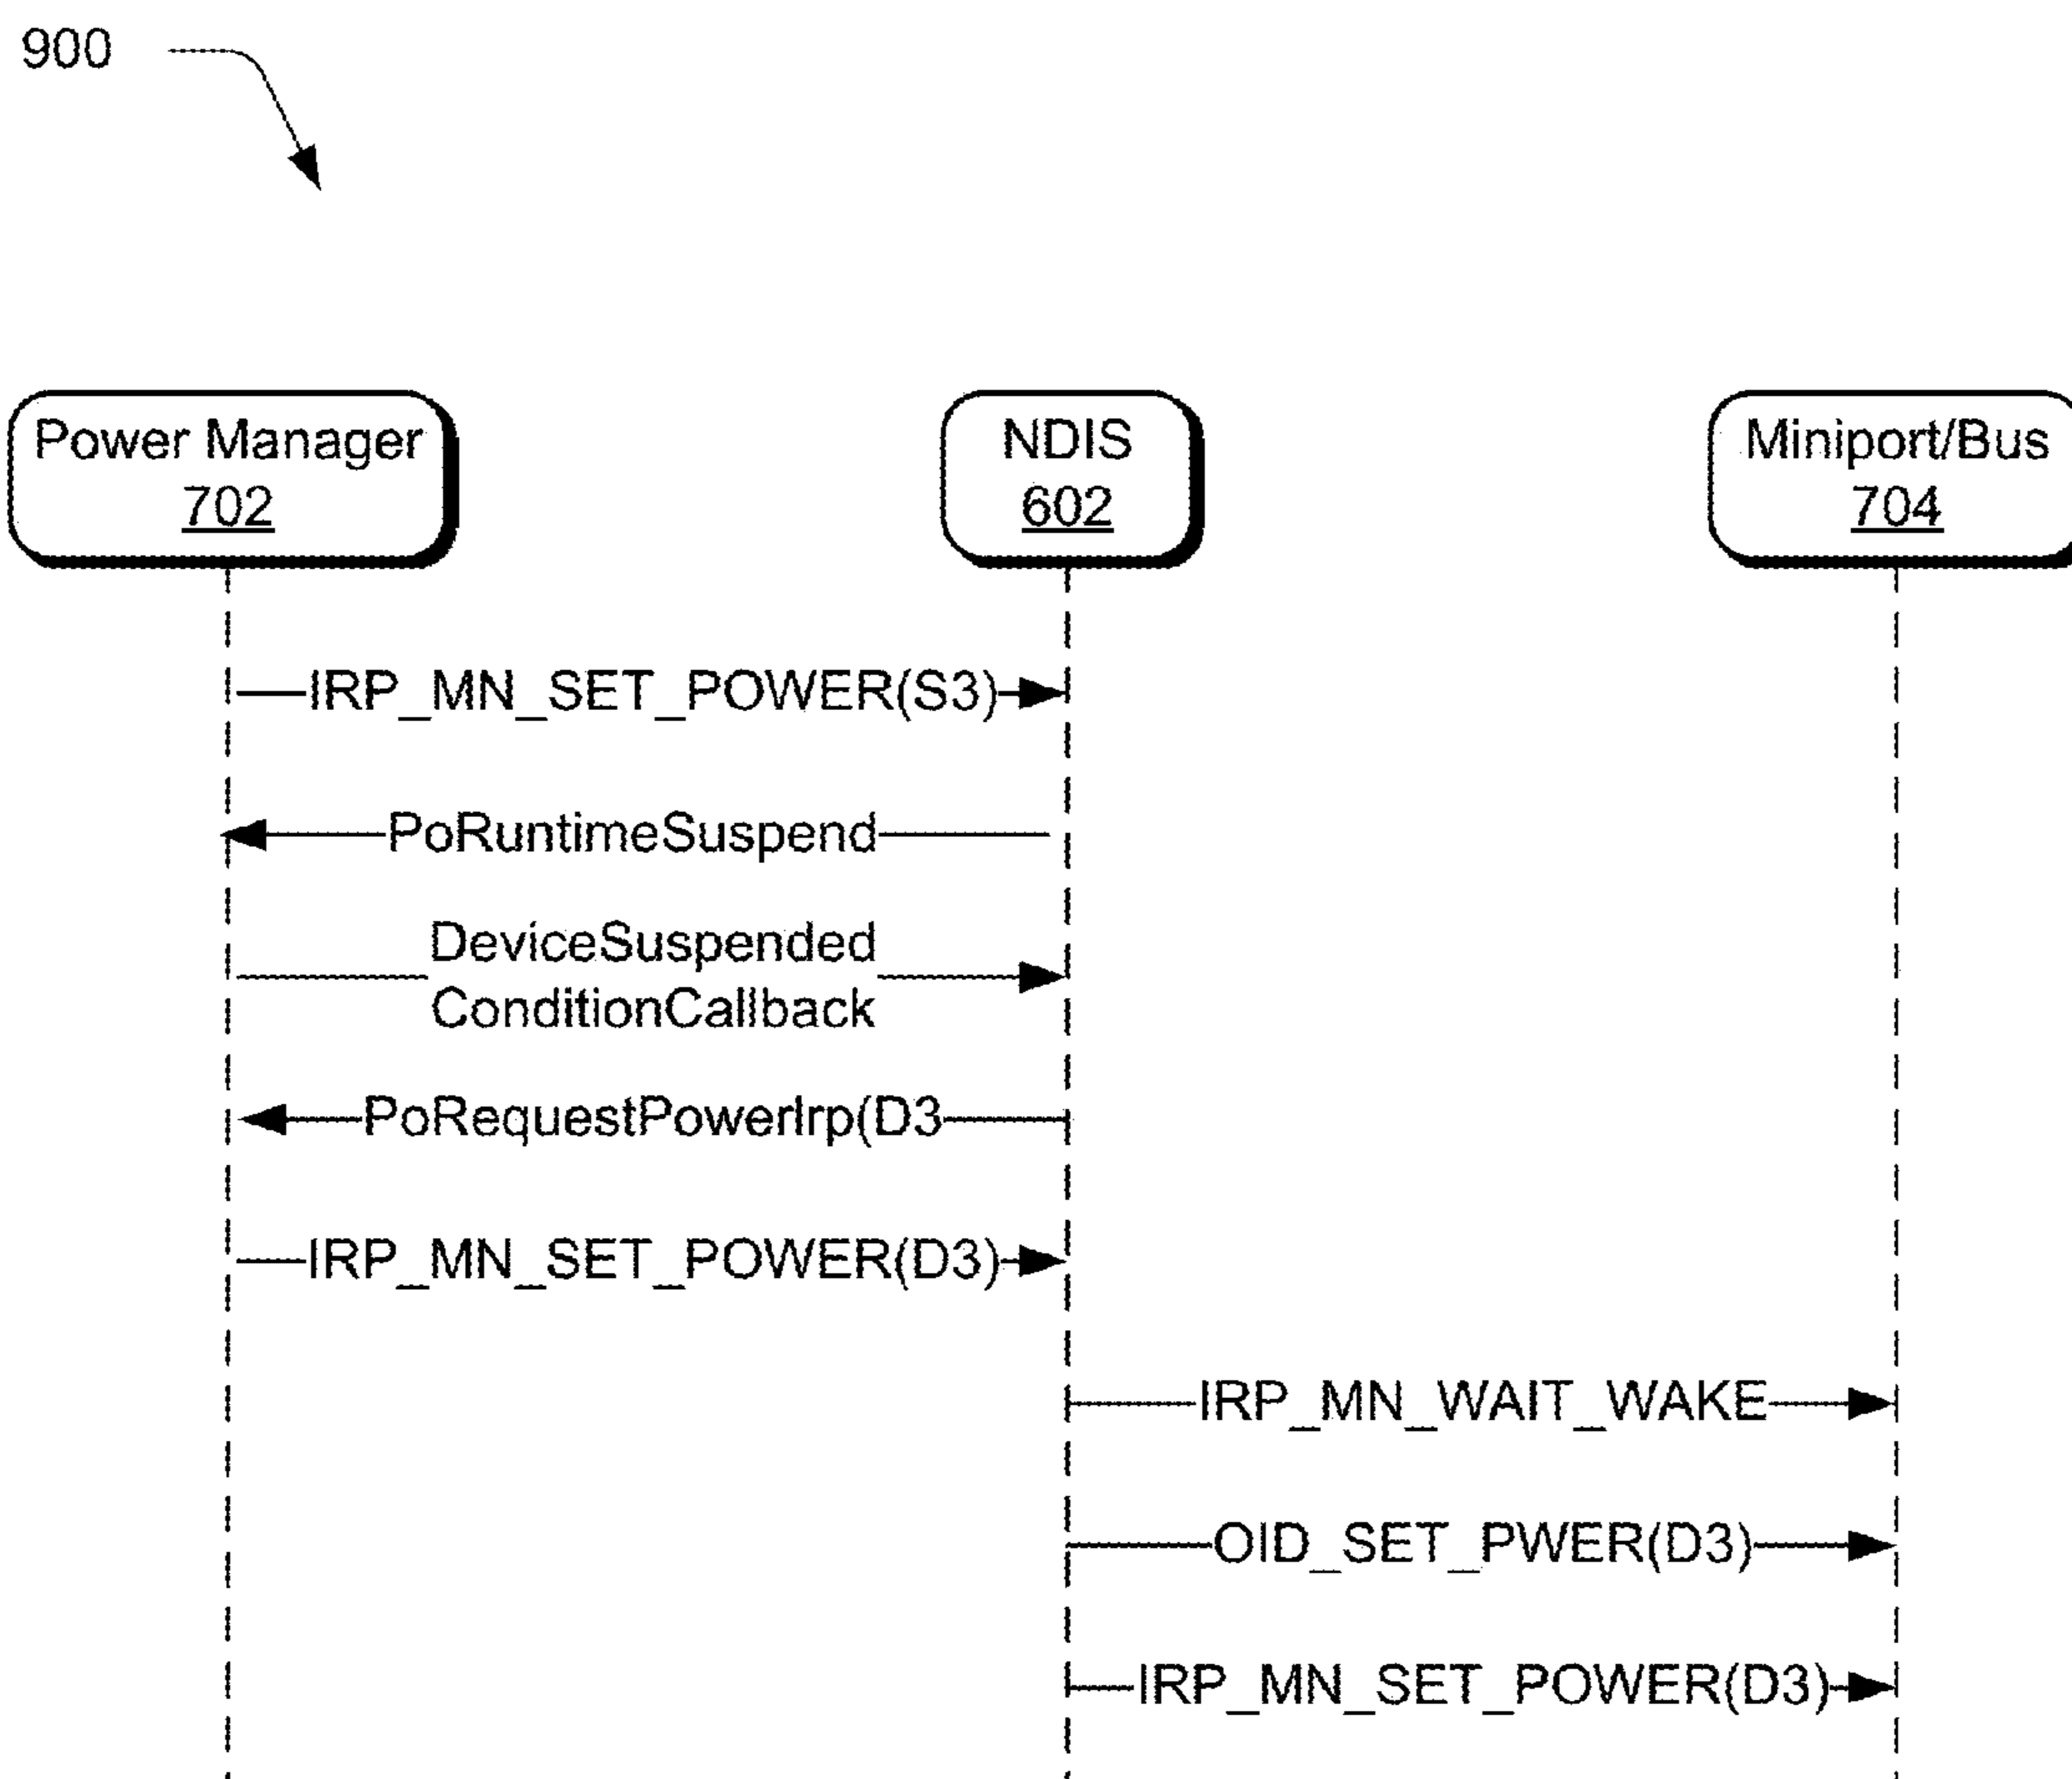 900
Power Manager
702
NDIS
602
Miniport/Bus
704
IRP_MN_SET_POWER(S3)
PoRuntimeSuspend
DeviceSuspended
ConditionCallback
PoRequestPowerIrp(D3
IRP_MN_SET_POWER(D3)
IRP_MN_WAIT_WAKE
OID_SET_PWER(D3)
IRP_MN_SET_POWER(D3)